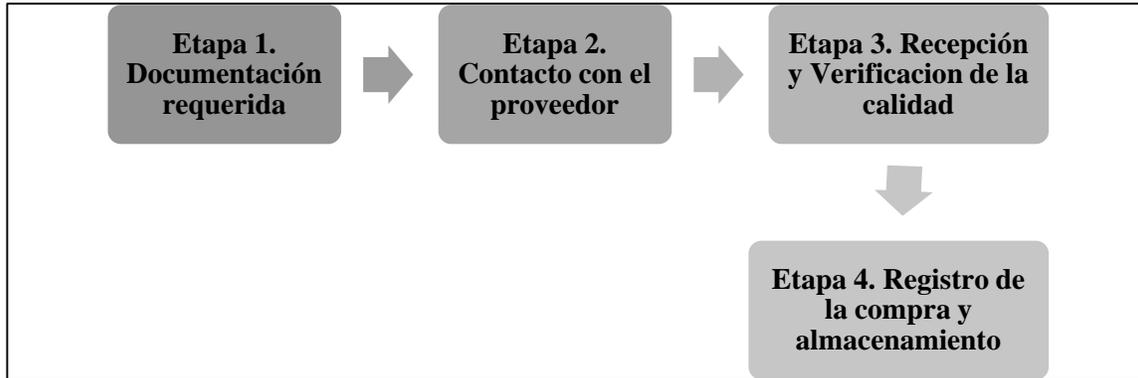 Etapa 1.
Documentación
requerida
Etapa 2.
Contacto con el
proveedor
Etapa 3. Recepción
y Verificacion de la
calidad
Etapa 4. Registro de
la compra y
almacenamiento